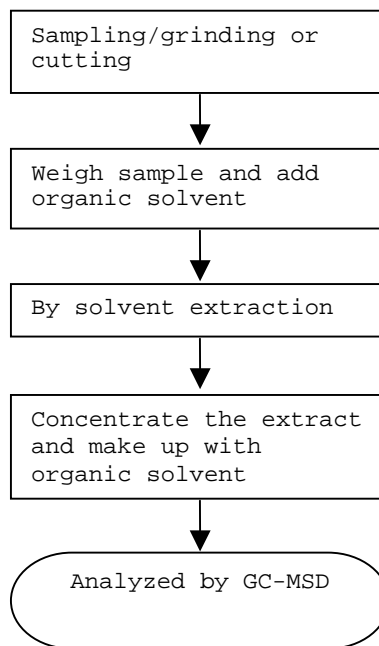 Sampling/grinding or
cutting
Weigh sample and add
organic solvent
By solvent extraction
Concentrate the extract
and make up with
organic solvent
Analyzed by GC-MSD